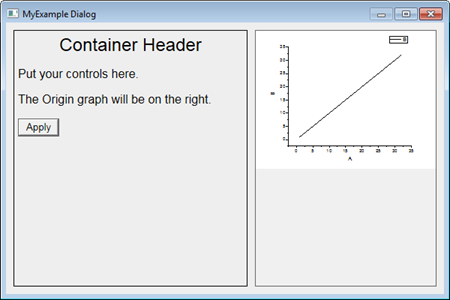 MyExample Dialog
Container Header
Put your controls here.
The Origin graph will be on the right.
Apply
B
35
30
25
20
15
10
5
0
B
0 5 10 15 20 25 30 35
A